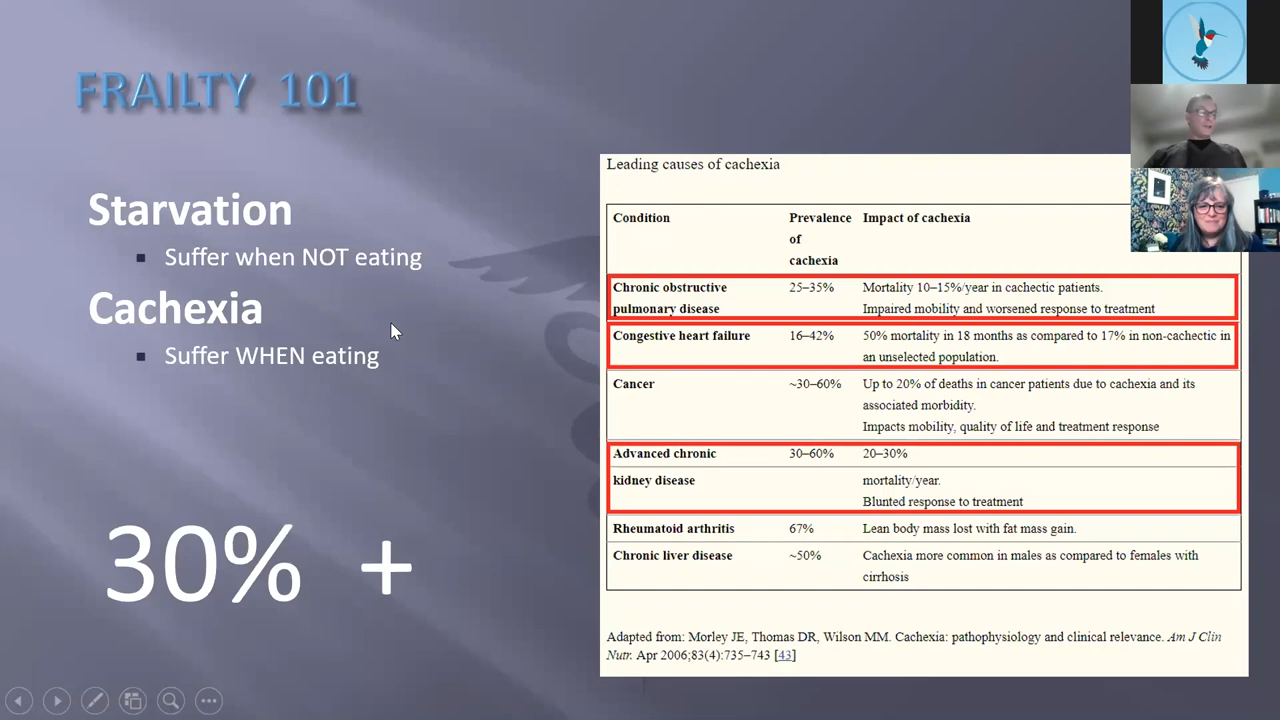 FRAILTY 101
Starvation
▪ Suffer when NOT eating
Cachexia
▪ Suffer WHEN eating
30% +
Leading causes of cachexia
Condition Prevalence of cachexia Impact of cachexia
Chronic obstructive pulmonary disease 25–35% Mortality 10–15%/year in cachectic patients.
Impaired mobility and worsened response to treatment
Congestive heart failure 16–42% 50% mortality in 18 months as compared to 17% in non-cachectic in
an unselected population.
Cancer ~30–60% Up to 20% of deaths in cancer patients due to cachexia and its
associated morbidity.
Impacts mobility, quality of life and treatment response
Advanced chronic 30–60% 20–30%
kidney disease mortality/year.
Blunted response to treatment
Rheumatoid arthritis 67% Lean body mass lost with fat mass gain.
Chronic liver disease ~50% Cachexia more common in males as compared to females with
cirrhosis
Adapted from: Morley JE, Thomas DR, Wilson MM. Cachexia: pathophysiology and clinical relevance. Am J Clin
Nutr. Apr 2006;83(4):735–743 [43]